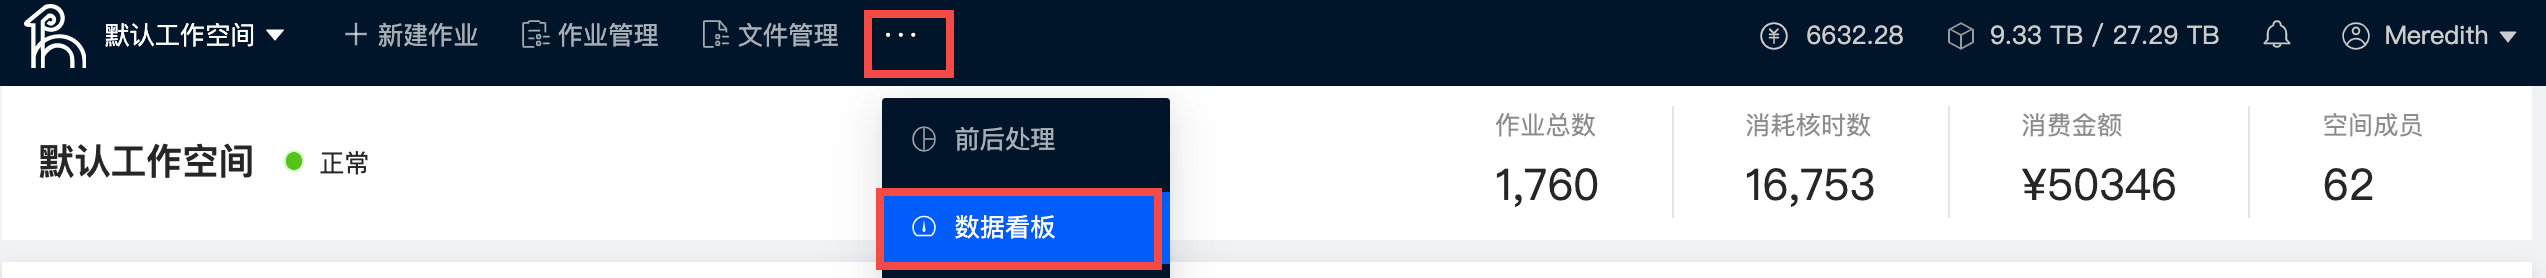 默认工作空间 新建作业 作业管理 文件管理 ··· 6632.28 9.33 TB / 27.29 TB Meredith
前后处理
数据看板
默认工作空间 正常
作业总数 消耗核时数 消费金额 空间成员
1,760 16,753 ¥50346 62